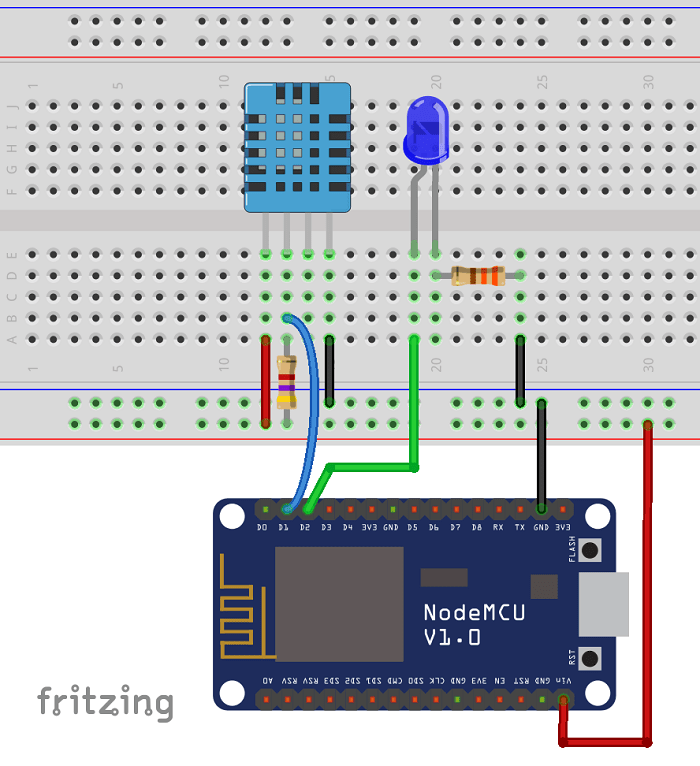 1 5 10 5 20 25 30
J
I
H
G
F
E
D
C
B
A
1 5 10 20 25 30
D0 D1 D2 D3 D4 3V3 GND D5 D6 D7 D8 RX TX GND 3V3
FLASH
NodeMCU
V1.0
RST
A0 RSV RSV SD3 SD2 SD1 CMD SD0 CLK GND 3V3 EN RST GND Vin
fritzing